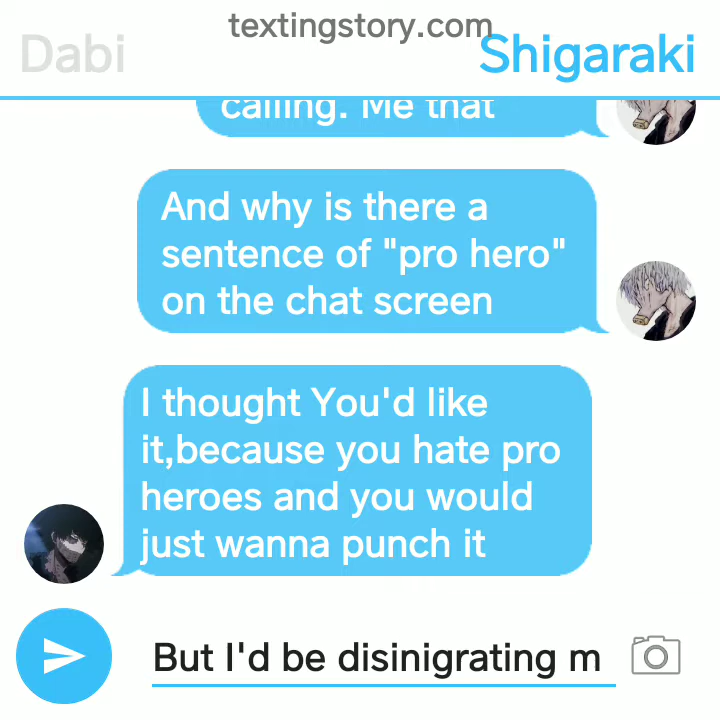 textingstory.com
Dabi
Shigaraki
calling. Me that
And why is there a
sentence of "pro hero"
on the chat screen
I thought You'd like
it,because you hate pro
heroes and you would
just wanna punch it
But I'd be disinigrating m